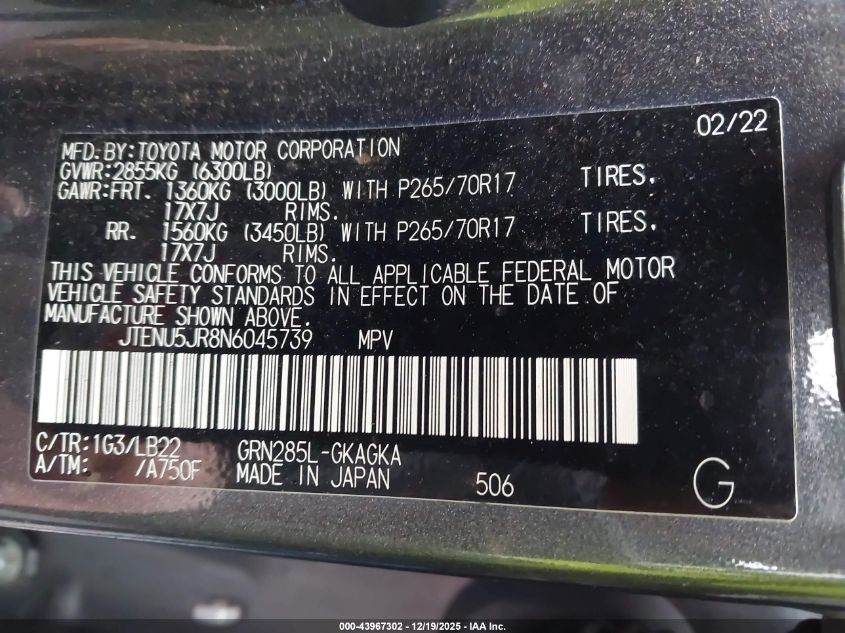 02/22
MFD. BY:TOYOTA MOTOR CORPORATION
GVWR:2855KG (6300LB)
GAWR:FRT. 1360KG (3000LB) WITH P265/70R17 TIRES,
17X7J RIMS.
RR. 1560KG (3450LB) WITH P265/70R17 TIRES,
17X7J RIMS.
THIS VEHICLE CONFORMS TO ALL APPLICABLE FEDERAL MOTOR
VEHICLE SAFETY STANDARDS IN EFFECT ON THE DATE OF
MANUFACTURE SHOWN ABOVE.
JTENU5JR8N6045739 MPV
C/TR:1G3/LB22 GRN285L-GKAGKA
A/TM: /A750F MADE IN JAPAN 506 G
000-43967302 - 12/19/2025 - IAA Inc.